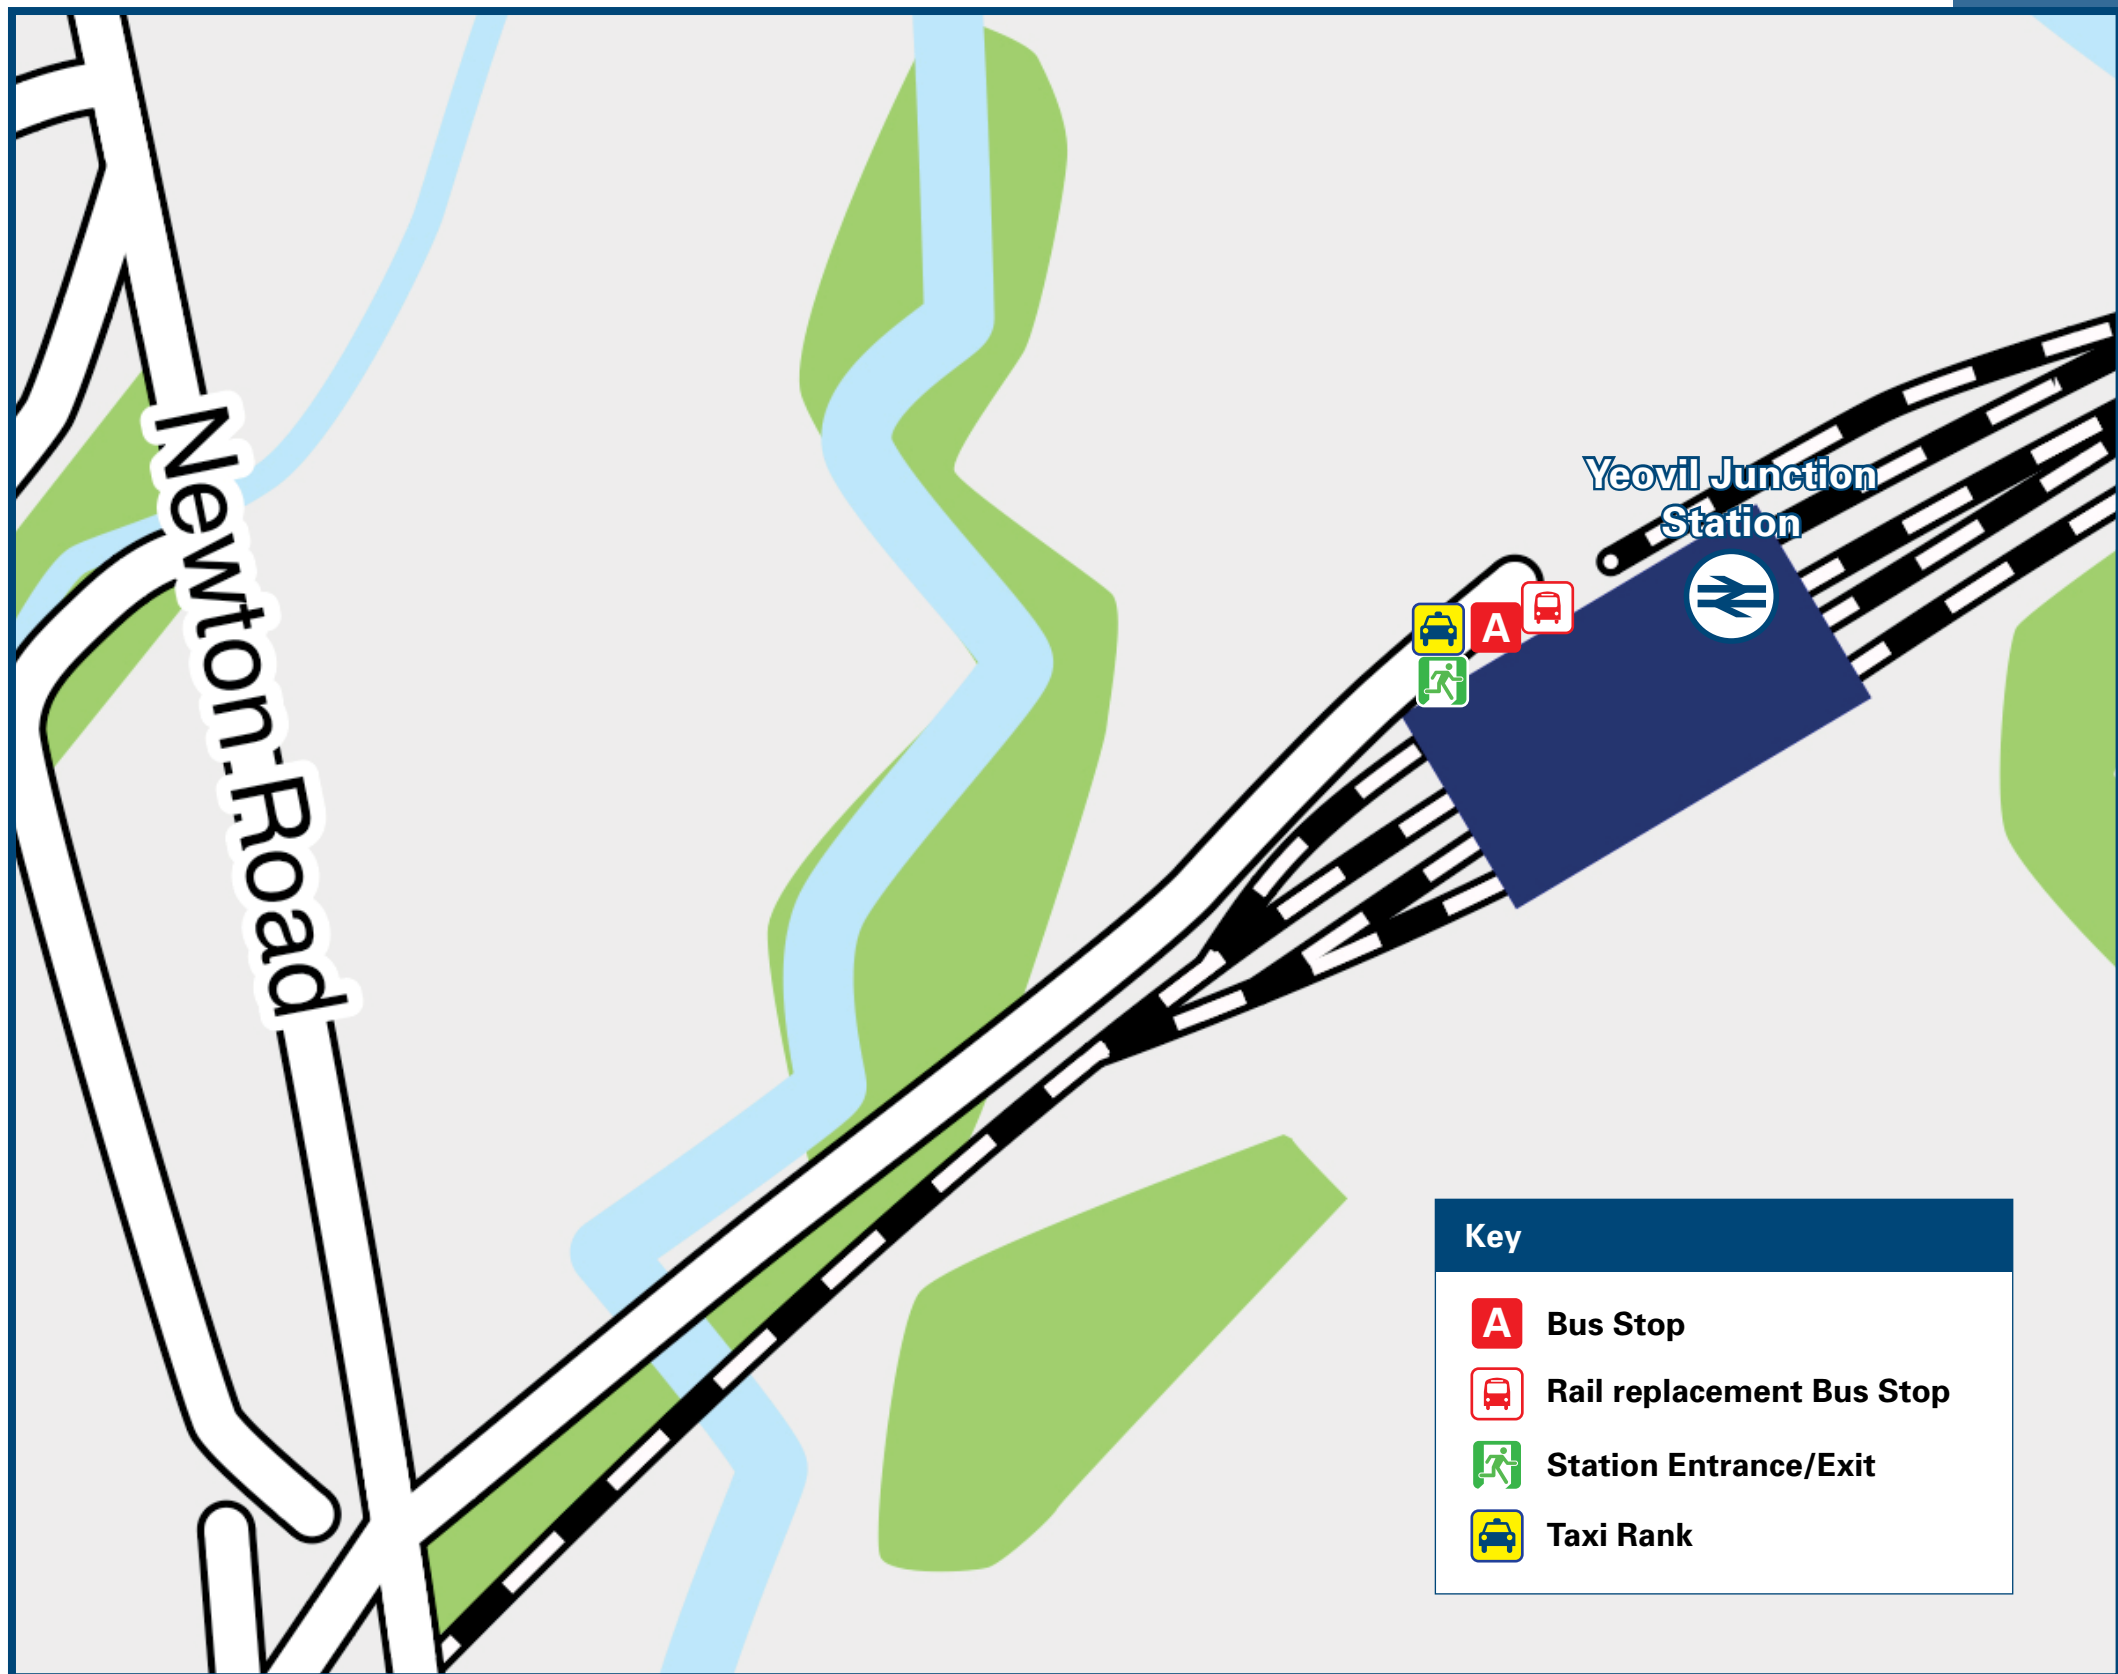 Newton Road
Yeovil Junction
Station
A
Key
A Bus Stop
Rail replacement Bus Stop
Station Entrance/Exit
Taxi Rank